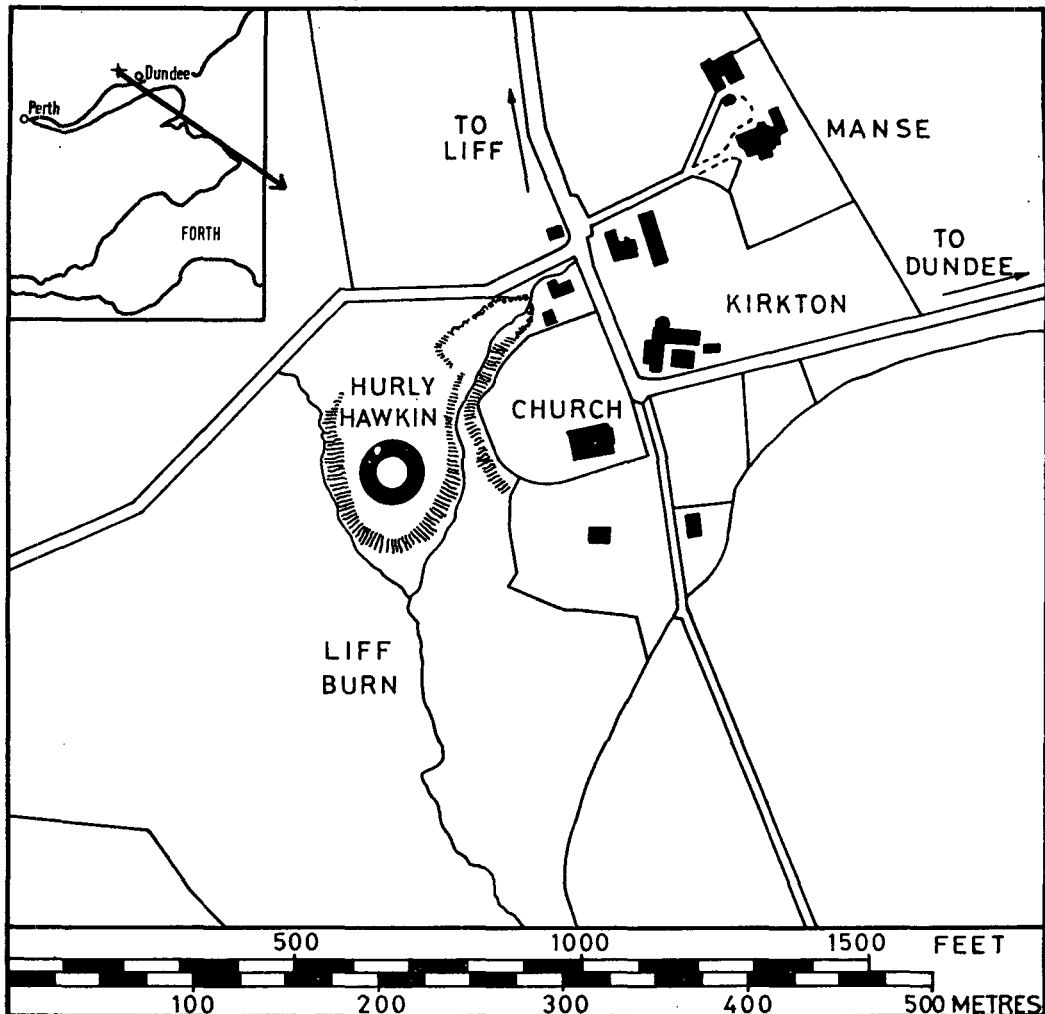 Dundee
Perth
FORTH
TO
LIFF
MANSE
TO
DUNDEE
KIRKTON
HURLY
HAWKIN
CHURCH
LIFF
BURN
500 1000 1500 FEET
100 200 300 400 500 METRES